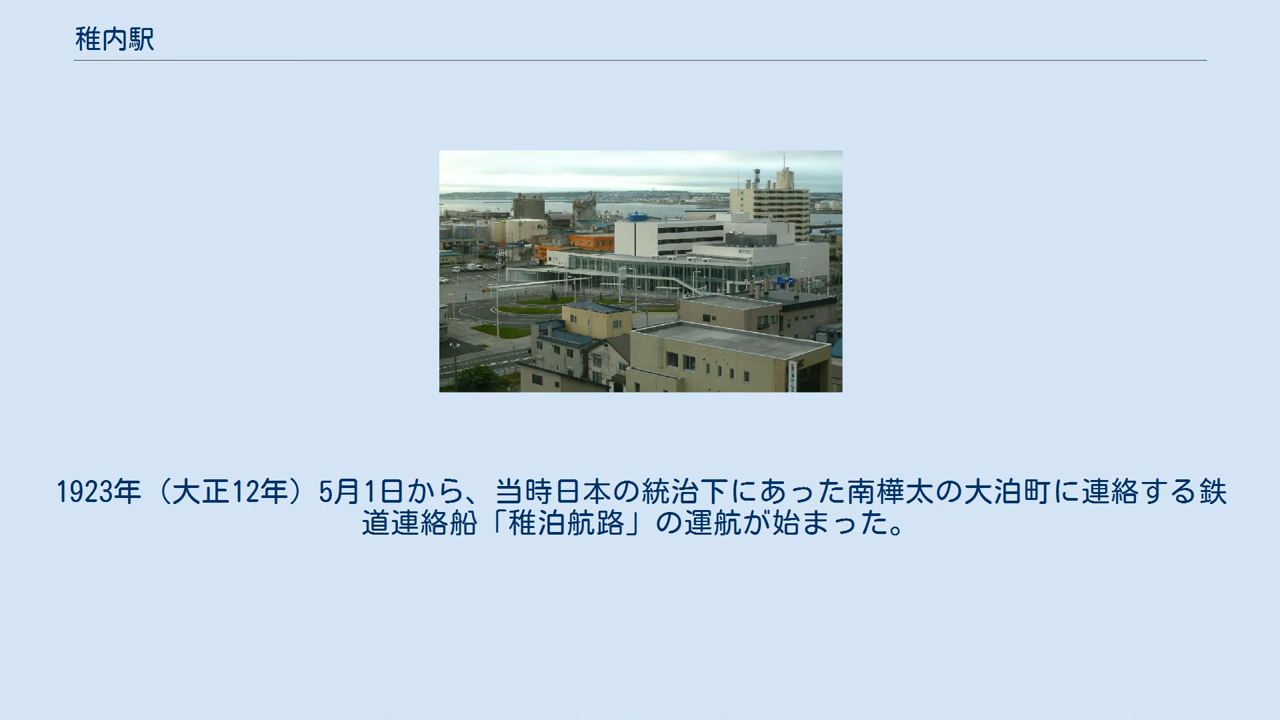 稚内駅
1923年（大正12年）5月1日から、当時日本の統治下にあった南樺太の大泊町に連絡する鉄
道連絡船「稚泊航路」の運航が始まった。